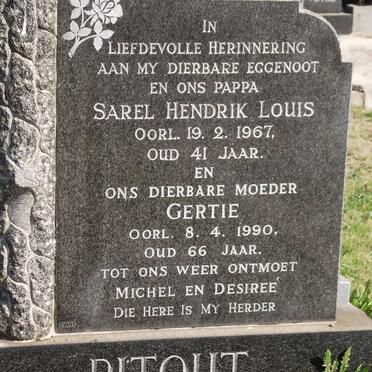 IN
LIEFDEVOLLE HERINNERING
AAN MY DIERBARE EGGENOOT
EN ONS PAPPA
SAREL HENDRIK LOUIS
OORL. 19. 2. 1967,
OUD 41 JAAR.
EN
ONS DIERBARE MOEDER
GERTIE
OORL. 8. 4. 1990,
OUD 66 JAAR.
TOT ONS WEER ONTMOET
MICHEL EN DESIREÉ
DIE HERE IS MY HERDER
PITOUT